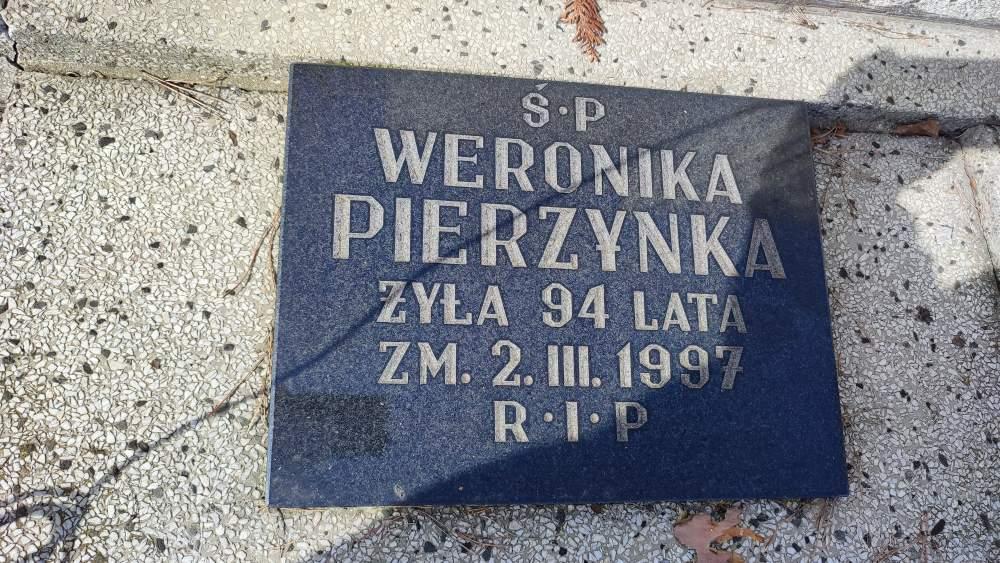 Ś·P
WERONIKA
PIERZYNKA
ŻYŁA 94 LATA
ZM. 2. III. 1997
R·I·P